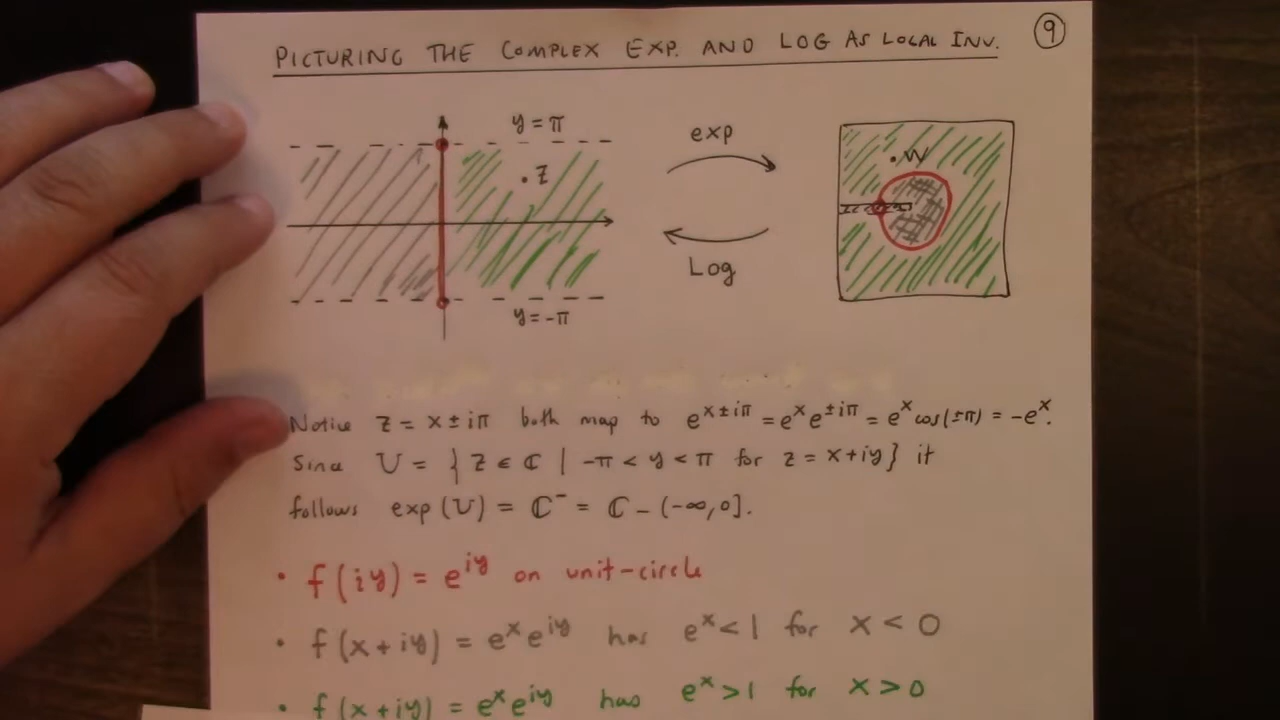 PICTURING THE COMPLEX EXP. AND LOG AS LOCAL INV.
9
y = π
z
y = -π
exp
Log
w
Notice z = x ± iπ both map to e^{x±iπ} = e^x e^{±iπ} = e^x cos(±π) = -e^x.
Since U = { z ∈ ℂ | -π < y < π for z = x+iy } it
follows exp(U) = ℂ⁻ = ℂ - (-∞,0].
• f(iy) = e^{iy} on unit-circle
• f(x+iy) = e^x e^{iy} has e^x < 1 for x < 0
• f(x+iy) = e^x e^{iy} has e^x > 1 for x > 0